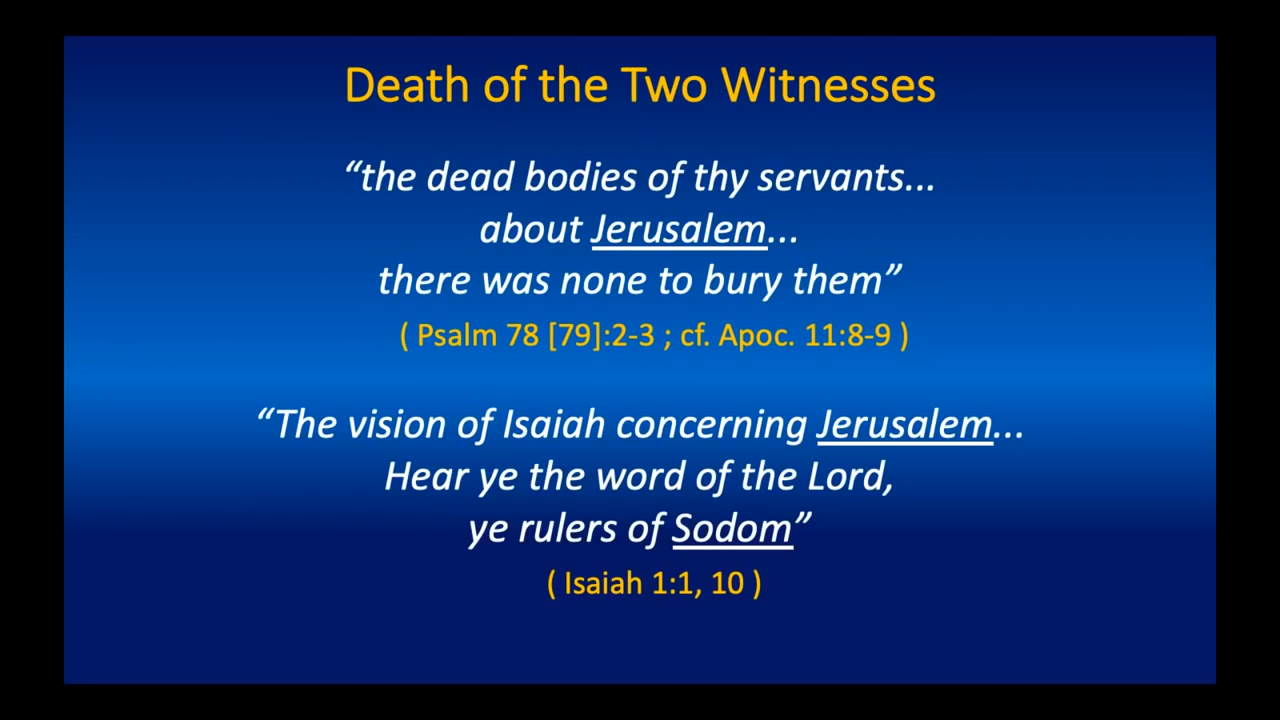 Death of the Two Witnesses
“the dead bodies of thy servants...
about Jerusalem...
there was none to bury them”
( Psalm 78 [79]:2-3 ; cf. Apoc. 11:8-9 )
“The vision of Isaiah concerning Jerusalem...
Hear ye the word of the Lord,
ye rulers of Sodom”
( Isaiah 1:1, 10 )